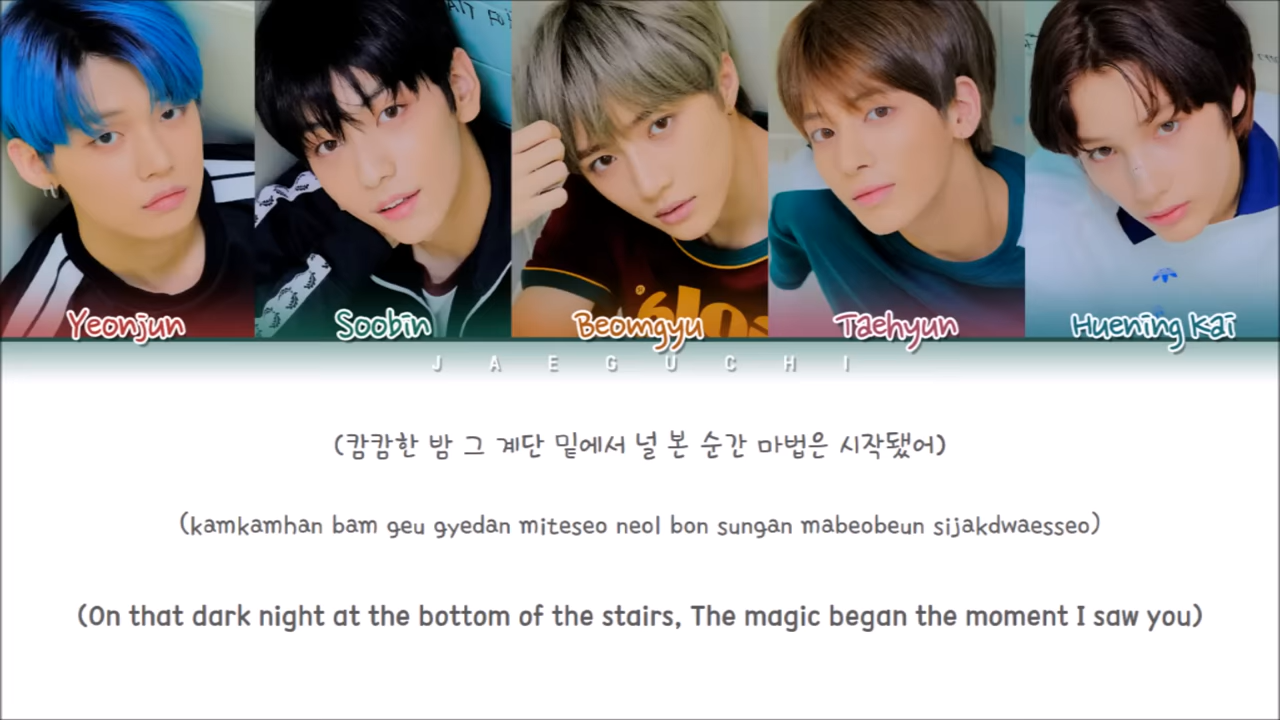 Yeonjun Soobin Beomgyu Taehyun Huening Kai
JAEGUCHI
(캄캄한 밤 그 계단 밑에서 널 본 순간 마법은 시작됐어)
(kamkamhan bam geu gyedan miteseo neol bon sungan mabeobeun sijakdwaesseo)
(On that dark night at the bottom of the stairs, The magic began the moment I saw you)